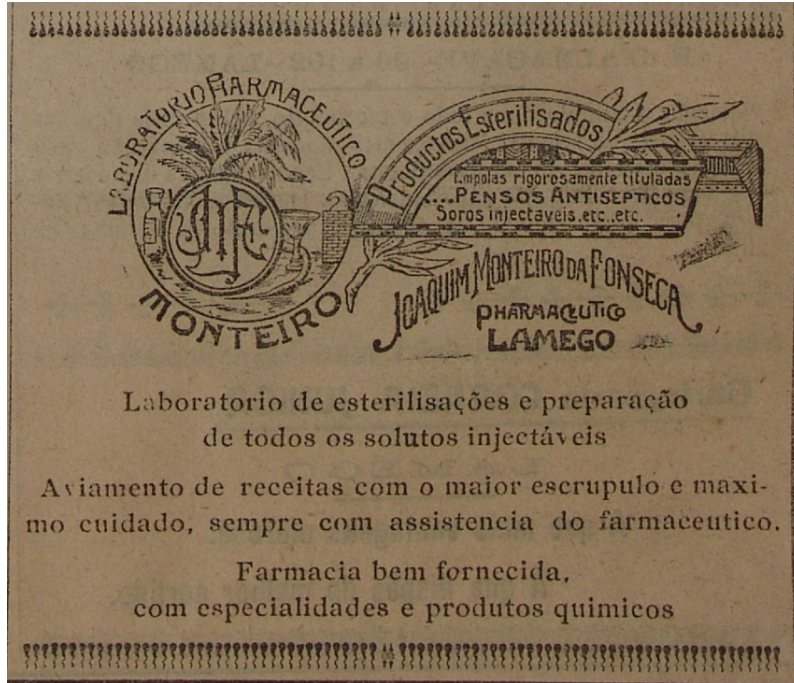 LABORATORIO PHARMACEUTICO
MONTEIRO
MFC
Productos Esterilisados
Empolas rigorosamente tituladas
....PENSOS ANTISEPTICOS
Soros injectaveis.etc..etc.
JOAQUIM MONTEIRO DA FONSECA
PHARMACEUTICO
LAMEGO
Laboratorio de esterilisações e preparação
de todos os solutos injectáveis
Aviamento de receitas com o maior escrupulo e maxi-
mo cuidado, sempre com assistencia do farmaceutico.
Farmacia bem fornecida,
com especialidades e produtos quimicos